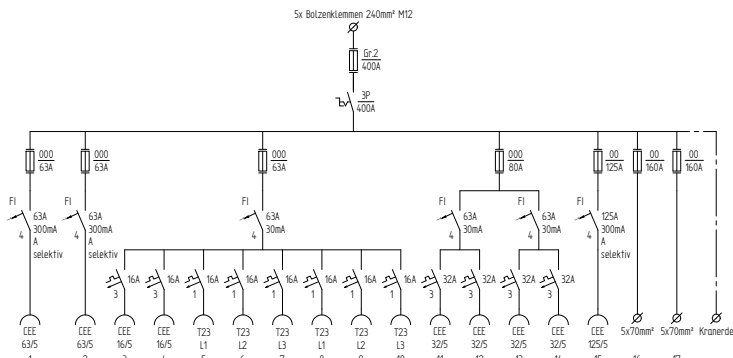 5x Bolzenklemmen 240mm² M12
Gr.2
400A
3P
400A
000
63A
000
63A
000
63A
000
80A
00
125A
00
160A
00
160A
FI
63A
300mA
A
selektiv
4
FI
63A
300mA
A
selektiv
4
FI
63A
30mA
4
FI
63A
30mA
4
FI
63A
30mA
4
FI
125A
300mA
A
selektiv
4
16A
3
16A
3
16A
1
16A
1
16A
1
16A
1
16A
1
16A
1
32A
3
32A
3
32A
3
32A
3
CEE CEE CEE CEE T23 T23 T23 T23 T23 T23 CEE CEE CEE CEE CEE 5x70mm² 5x70mm² Kranerde
63/5 63/5 16/5 16/5 L1 L2 L3 L1 L2 L3 32/5 32/5 32/5 32/5 125/5